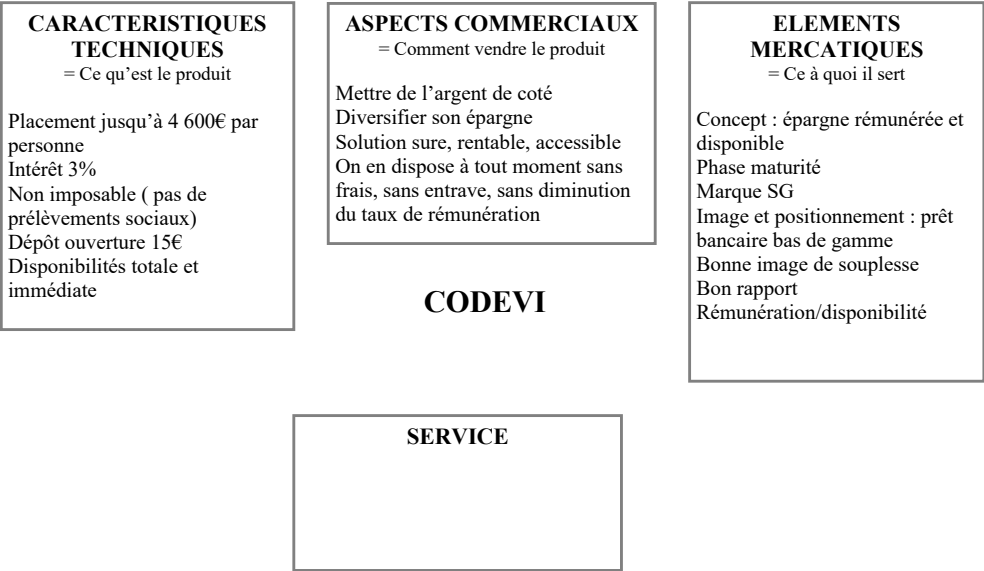 CARACTERISTIQUES
TECHNIQUES
= Ce qu’est le produit
Placement jusqu’à 4 600€ par
personne
Intérêt 3%
Non imposable ( pas de
prélèvements sociaux)
Dépôt ouverture 15€
Disponibilités totale et
immédiate
ASPECTS COMMERCIAUX
= Comment vendre le produit
Mettre de l’argent de coté
Diversifier son épargne
Solution sure, rentable, accessible
On en dispose à tout moment sans
frais, sans entrave, sans diminution
du taux de rémunération
ELEMENTS
MERCATIQUES
= Ce à quoi il sert
Concept : épargne rémunérée et
disponible
Phase maturité
Marque SG
Image et positionnement : prêt
bancaire bas de gamme
Bonne image de souplesse
Bon rapport
Rémunération/disponibilité
CODEVI
SERVICE